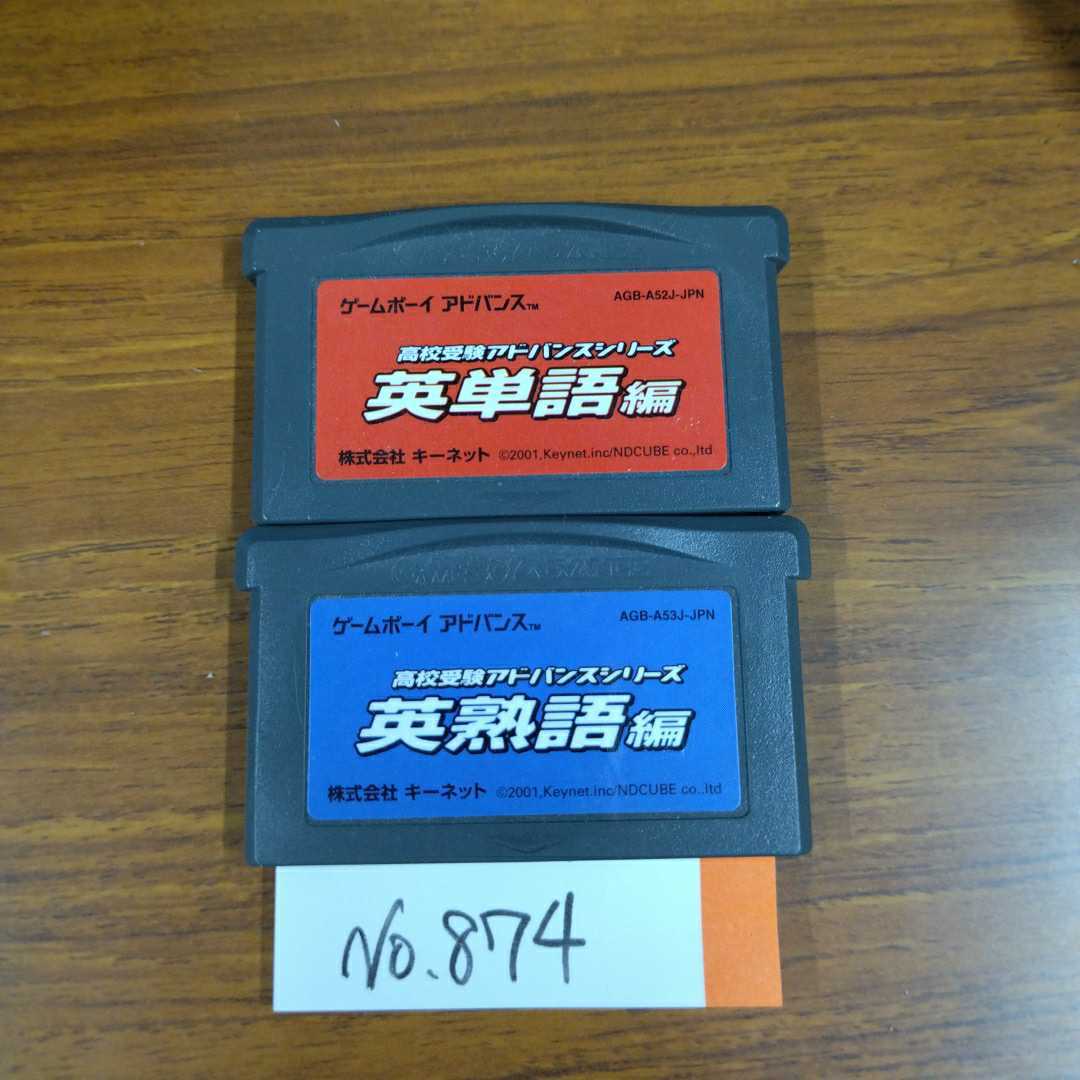 ゲームボーイ アドバンス™
AGB-A52J-JPN
高校受験アドバンスシリーズ
英単語編
株式会社 キーネット ©2001,Keynet.inc/NDCUBE co.,ltd
GAME BOY ADVANCE
ゲームボーイ アドバンス™
AGB-A53J-JPN
高校受験アドバンスシリーズ
英熟語編
株式会社 キーネット ©2001,Keynet.inc/NDCUBE co.,ltd
No.874